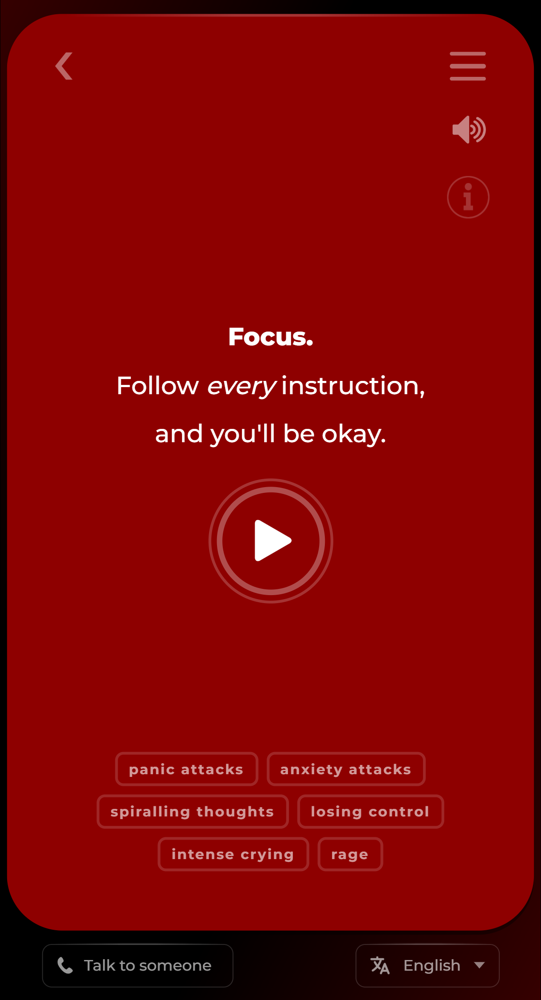 Focus.
Follow every instruction,
and you'll be okay.
panic attacks
anxiety attacks
spiralling thoughts
losing control
intense crying
rage
Talk to someone
English